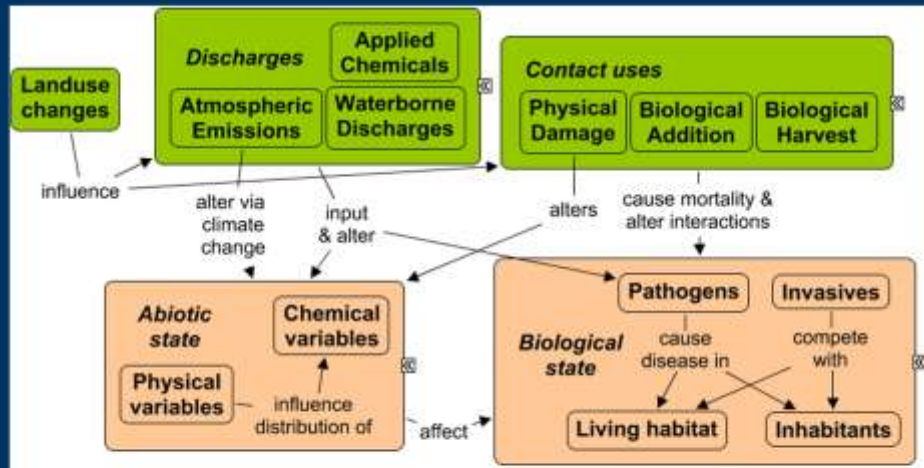 Discharges
Applied
Chemicals
Atmospheric
Emissions
Waterborne
Discharges
Landuse
changes
Contact uses
Physical
Damage
Biological
Addition
Biological
Harvest
influence
alter via
climate
change
input
& alter
alters
cause mortality &
alter interactions
Abiotic
state
Chemical
variables
Physical
variables
influence
distribution of
affect
Biological
state
Pathogens
Invasives
cause
disease in
compete
with
Living habitat
Inhabitants